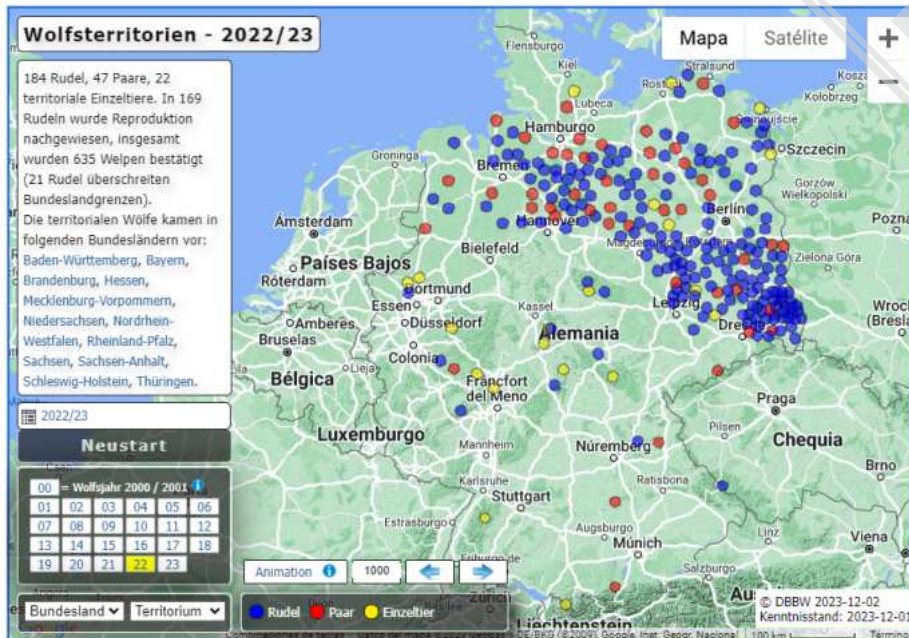 Wolfsterritorien - 2022/23
184 Rudel, 47 Paare, 22
territoriale Einzeltiere. In 169
Rudeln wurde Reproduktion
nachgewiesen, insgesamt
wurden 635 Welpen bestätigt
(21 Rudel überschreiten
Bundeslandgrenzen).
Die territorialen Wölfe kamen in
folgenden Bundesländern vor:
Baden-Württemberg, Bayern,
Brandenburg, Hessen,
Mecklenburg-Vorpommern,
Niedersachsen, Nordrhein-
Westfalen, Rheinland-Pfalz,
Sachsen, Sachsen-Anhalt,
Schleswig-Holstein, Thüringen.
2022/23
Neustart
00 = Wolfsjahr 2000 / 2001
01 02 03 04 05 06
07 08 09 10 11 12
13 14 15 16 17 18
19 20 21 22 23
Bundesland Territorium
Animation 1000
Rudel Paar Einzeltier
Mapa Satélite
+
−
Flensburgo
Kiel
Stralsund
Lubeca
Kołobrzeg
Hamburgo
Szczecin
Groninga
Bremen
Gorzów
Wielkopolski
Berlín
Ámsterdam
Hannover
Bielefeld
Zielona Góra
Países Bajos
Róterdam
Dortmund
Essen
Düsseldorf
Kassel
Leipzig
Amberes
Bruselas
Colonia
Alemania
Lieja
Bélgica
Fráncfort
del Meno
Praga
Pilsen
Chequia
Luxemburgo
Mannheim
Núremberg
Brno
Karlsruhe
Ratisbona
Stuttgart
Estrasburgo
Augsburgo
Múnich
Linz
Viena
Salzburgo
Zúrich
Liechtenstein
© DBBW 2023-12-02
Kenntnisstand: 2023-12-01